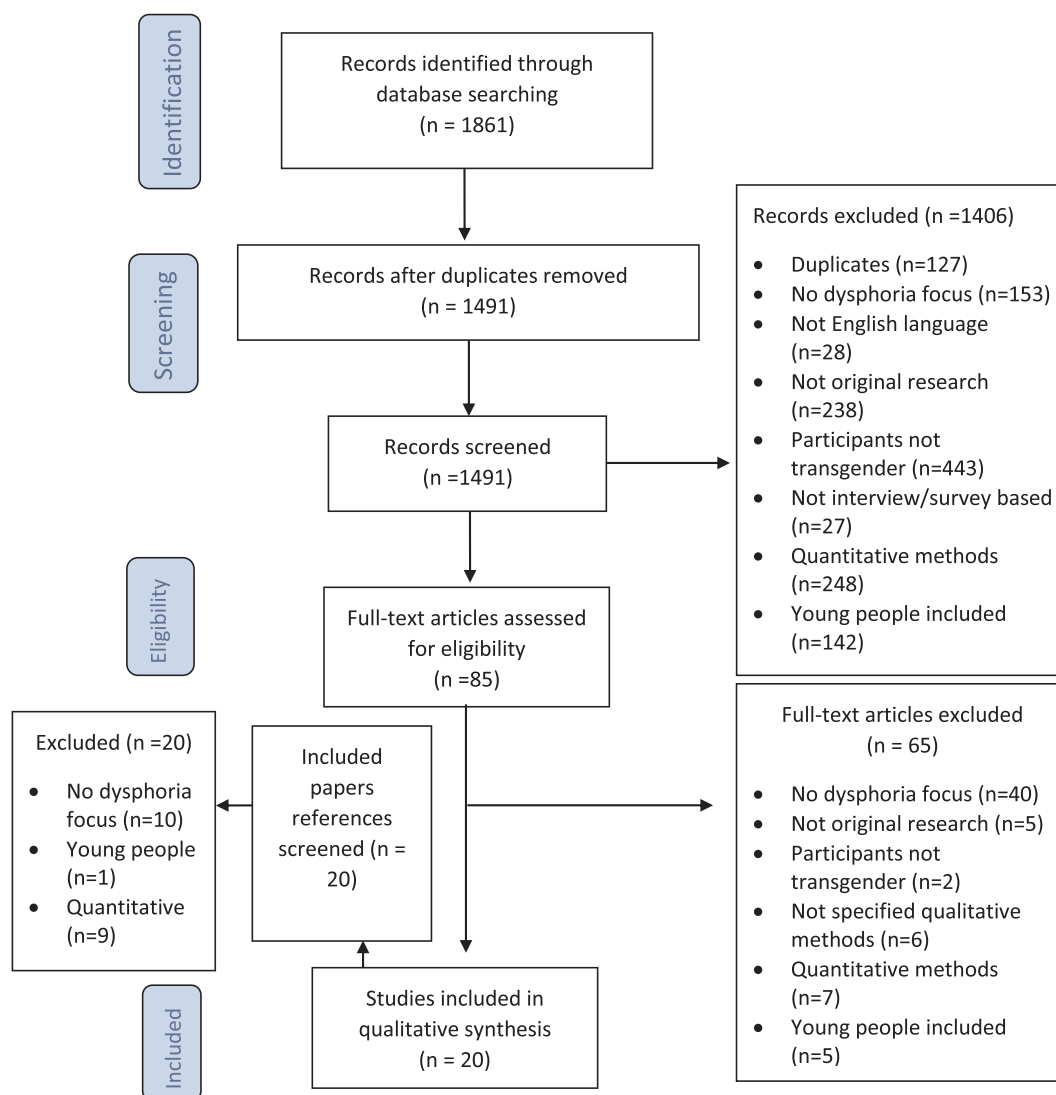 Identification
Records identified through
database searching
(n = 1861)
Screening
Records after duplicates removed
(n = 1491)
Records screened
(n =1491)
Records excluded (n =1406)
• Duplicates (n=127)
• No dysphoria focus (n=153)
• Not English language
(n=28)
• Not original research
(n=238)
• Participants not
transgender (n=443)
• Not interview/survey based
(n=27)
• Quantitative methods
(n=248)
• Young people included
(n=142)
Eligibility
Full-text articles assessed
for eligibility
(n =85)
Full-text articles excluded
(n = 65)
• No dysphoria focus (n=40)
• Not original research (n=5)
• Participants not
transgender (n=2)
• Not specified qualitative
methods (n=6)
• Quantitative methods
(n=7)
• Young people included
(n=5)
Excluded (n =20)
• No dysphoria
focus (n=10)
• Young people
(n=1)
• Quantitative
(n=9)
Included
papers
references
screened (n =
20)
Included
Studies included in
qualitative synthesis
(n = 20)